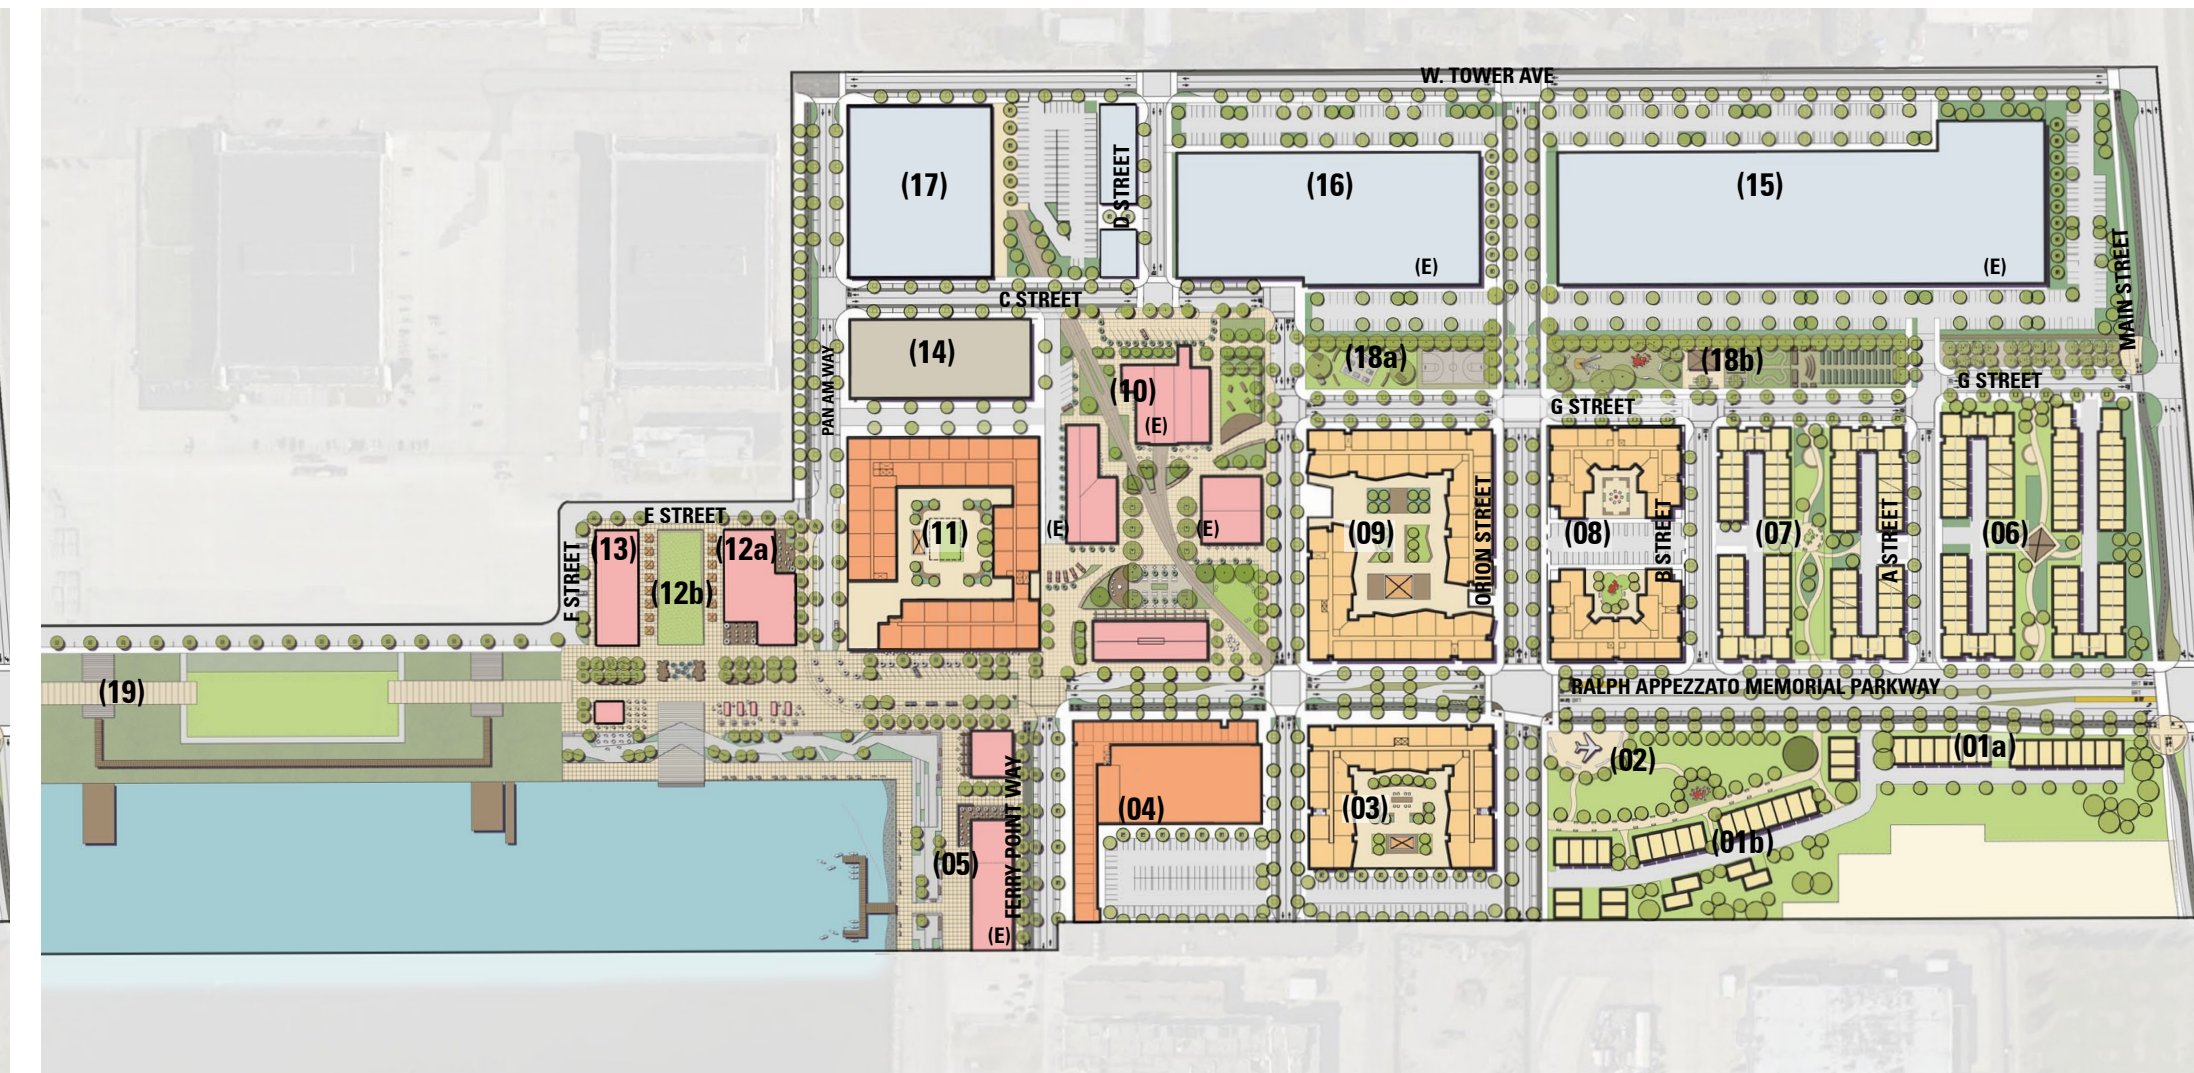 W. TOWER AVE
(17)
D STREET
(16)
(15)
(E)
(E)
MAIN STREET
C STREET
(14)
PAN AM WAY
(10)
(E)
(18a)
(18b)
G STREET
G STREET
E STREET
F STREET
(13)
(12a)
(12b)
(11)
(E)
(E)
(09)
ORION STREET
(08)
B STREET
(07)
A STREET
(06)
(19)
RALPH APPEZZATO MEMORIAL PARKWAY
(02)
(01a)
(01b)
(03)
(04)
(05)
FERRY POINT WAY
(E)